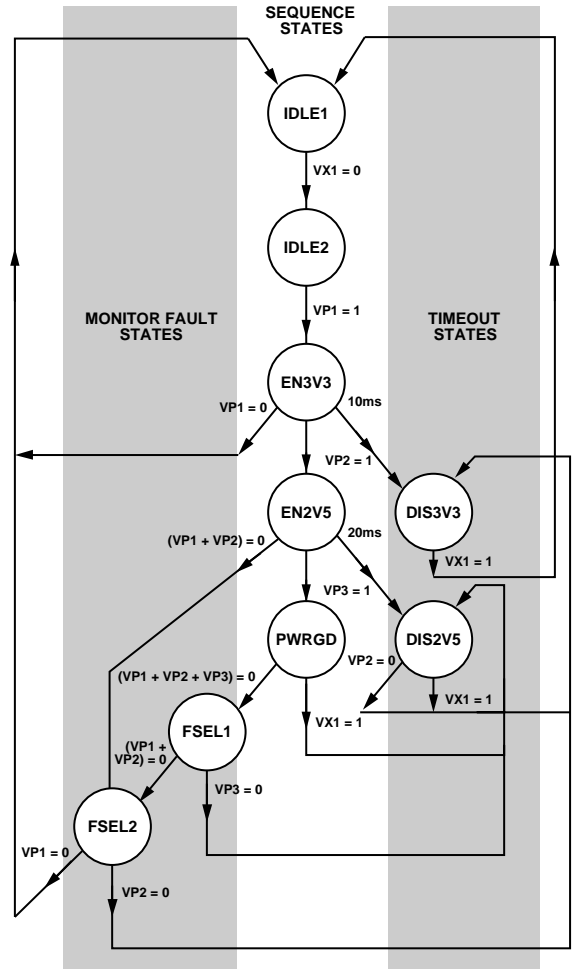 SEQUENCE
STATES
IDLE1
VX1 = 0
IDLE2
VP1 = 1
MONITOR FAULT
STATES
TIMEOUT
STATES
EN3V3
VP1 = 0
10ms
VP2 = 1
DIS3V3
VX1 = 1
EN2V5
(VP1 + VP2) = 0
20ms
VP3 = 1
DIS2V5
VP2 = 0
VX1 = 1
PWRGD
(VP1 + VP2 + VP3) = 0
VX1 = 1
FSEL1
(VP1 +
VP2) = 0
VP3 = 0
FSEL2
VP1 = 0
VP2 = 0